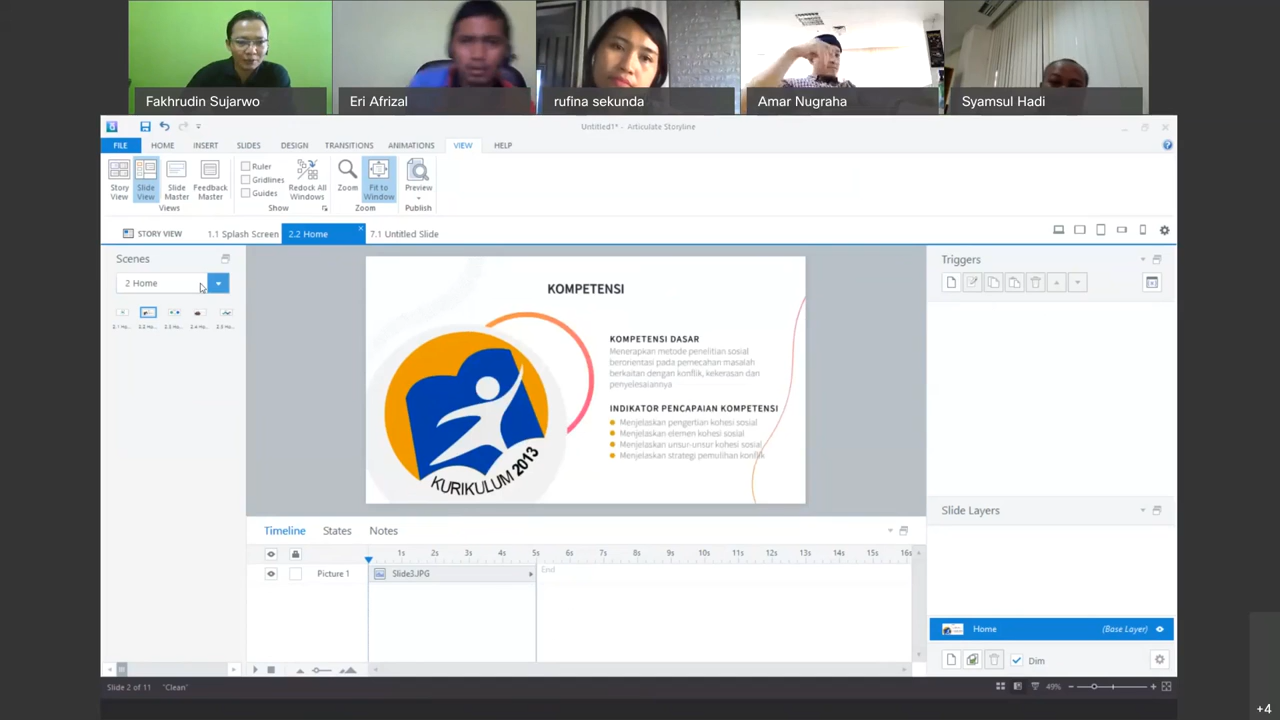 Fakhrudin Sujarwo
Eri Afrizal
rufina sekunda
Amar Nugraha
Syamsul Hadi
Untitled1* - Articulate Storyline
FILE HOME INSERT SLIDES DESIGN TRANSITIONS ANIMATIONS VIEW HELP
Story View
Slide View
Slide Master
Feedback Master
Views
Ruler
Gridlines
Guides
Redock All Windows
Show
Zoom
Fit to Window
Zoom
Preview
Publish
STORY VIEW 1.1 Splash Screen 2.2 Home 7.1 Untitled Slide
Scenes
2 Home
KOMPETENSI
KURIKULUM 2013
KOMPETENSI DASAR
Menerapkan metode penelitian sosial
berorientasi pada pemecahan masalah
berkaitan dengan konflik, kekerasan dan
penyelesaiannya
INDIKATOR PENCAPAIAN KOMPETENSI
Menjelaskan pengertian kohesi sosial
Menjelaskan elemen kohesi sosial
Menjelaskan unsur-unsur kohesi sosial
Menjelaskan strategi pemulihan konflik
Triggers
Slide Layers
Home (Base Layer)
Dim
Timeline States Notes
1s 2s 3s 4s 5s 6s 7s 8s 9s 10s 11s 12s 13s 14s 15s 16s
Picture 1 Slide3.JPG End
Slide 2 of 11 'Clean' 49%
+4